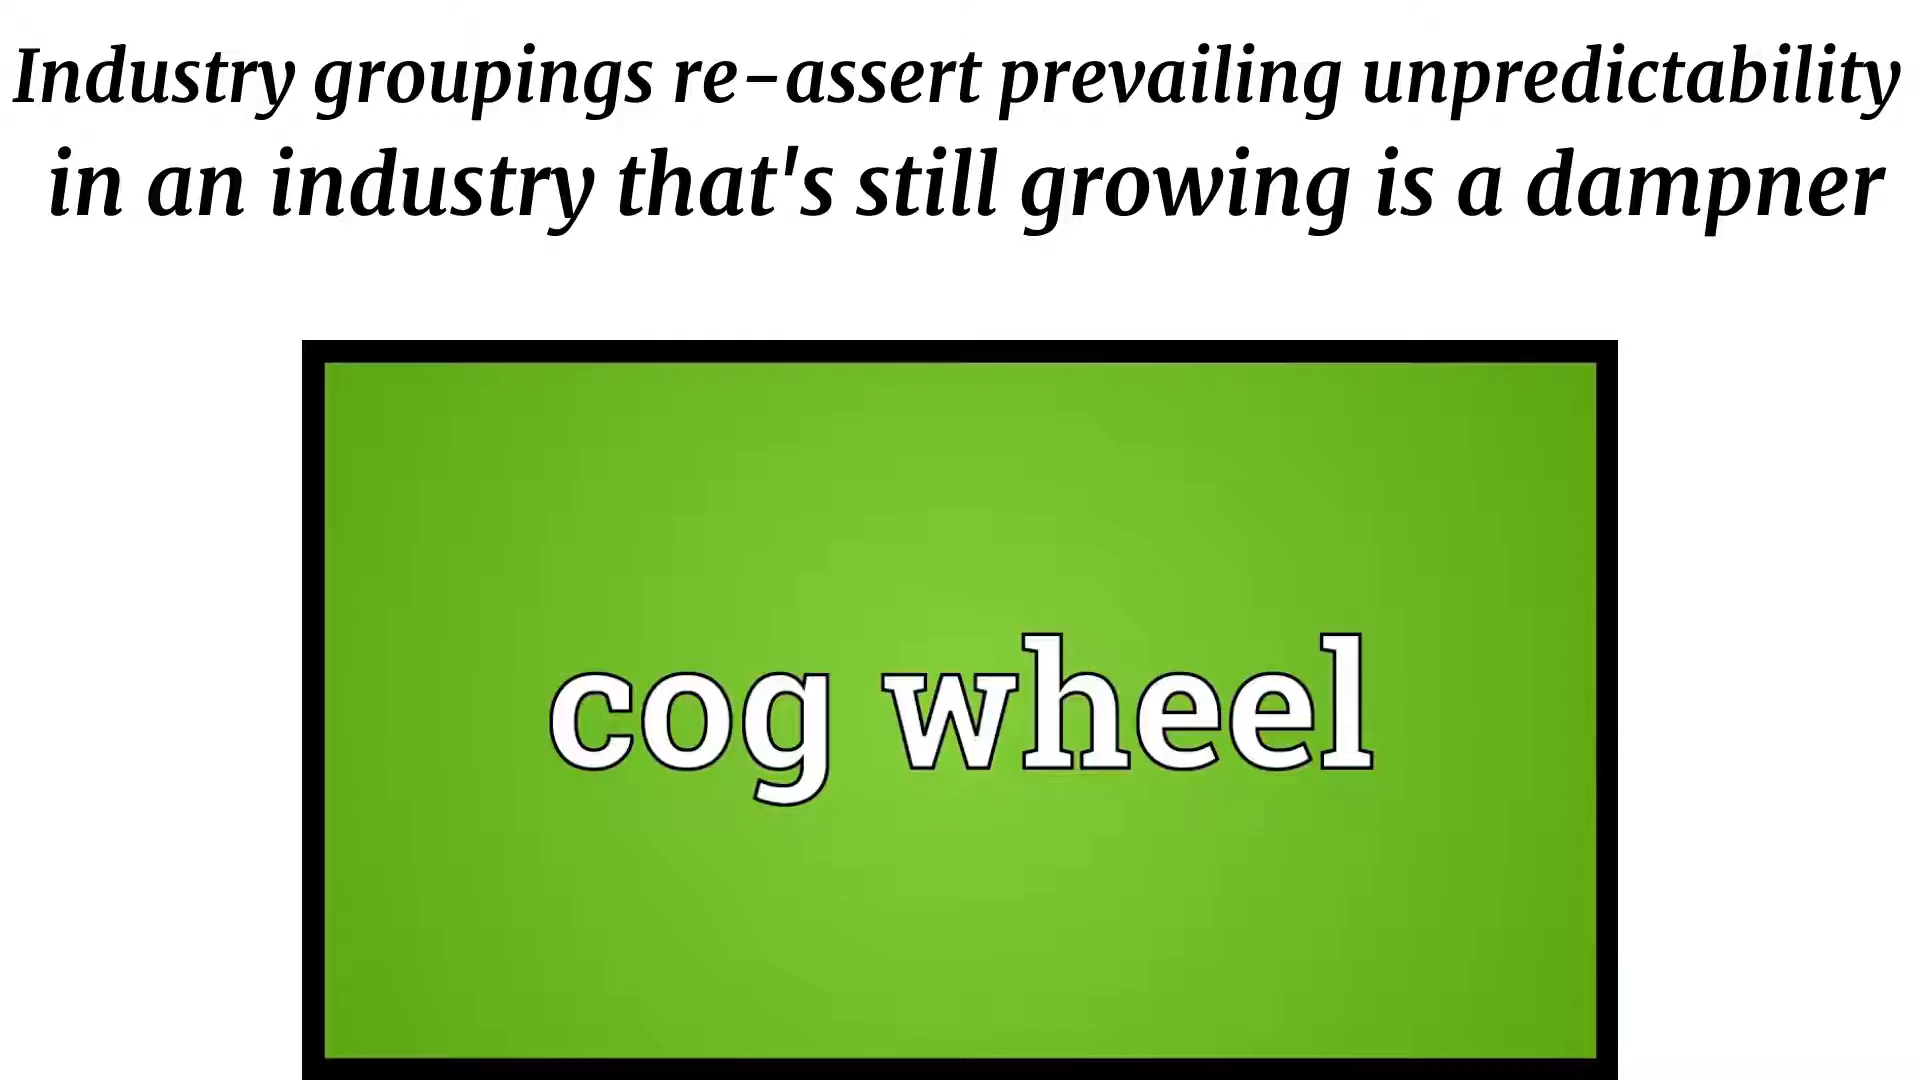 Industry groupings re-assert prevailing unpredictability
in an industry that's still growing is a dampner
cog wheel